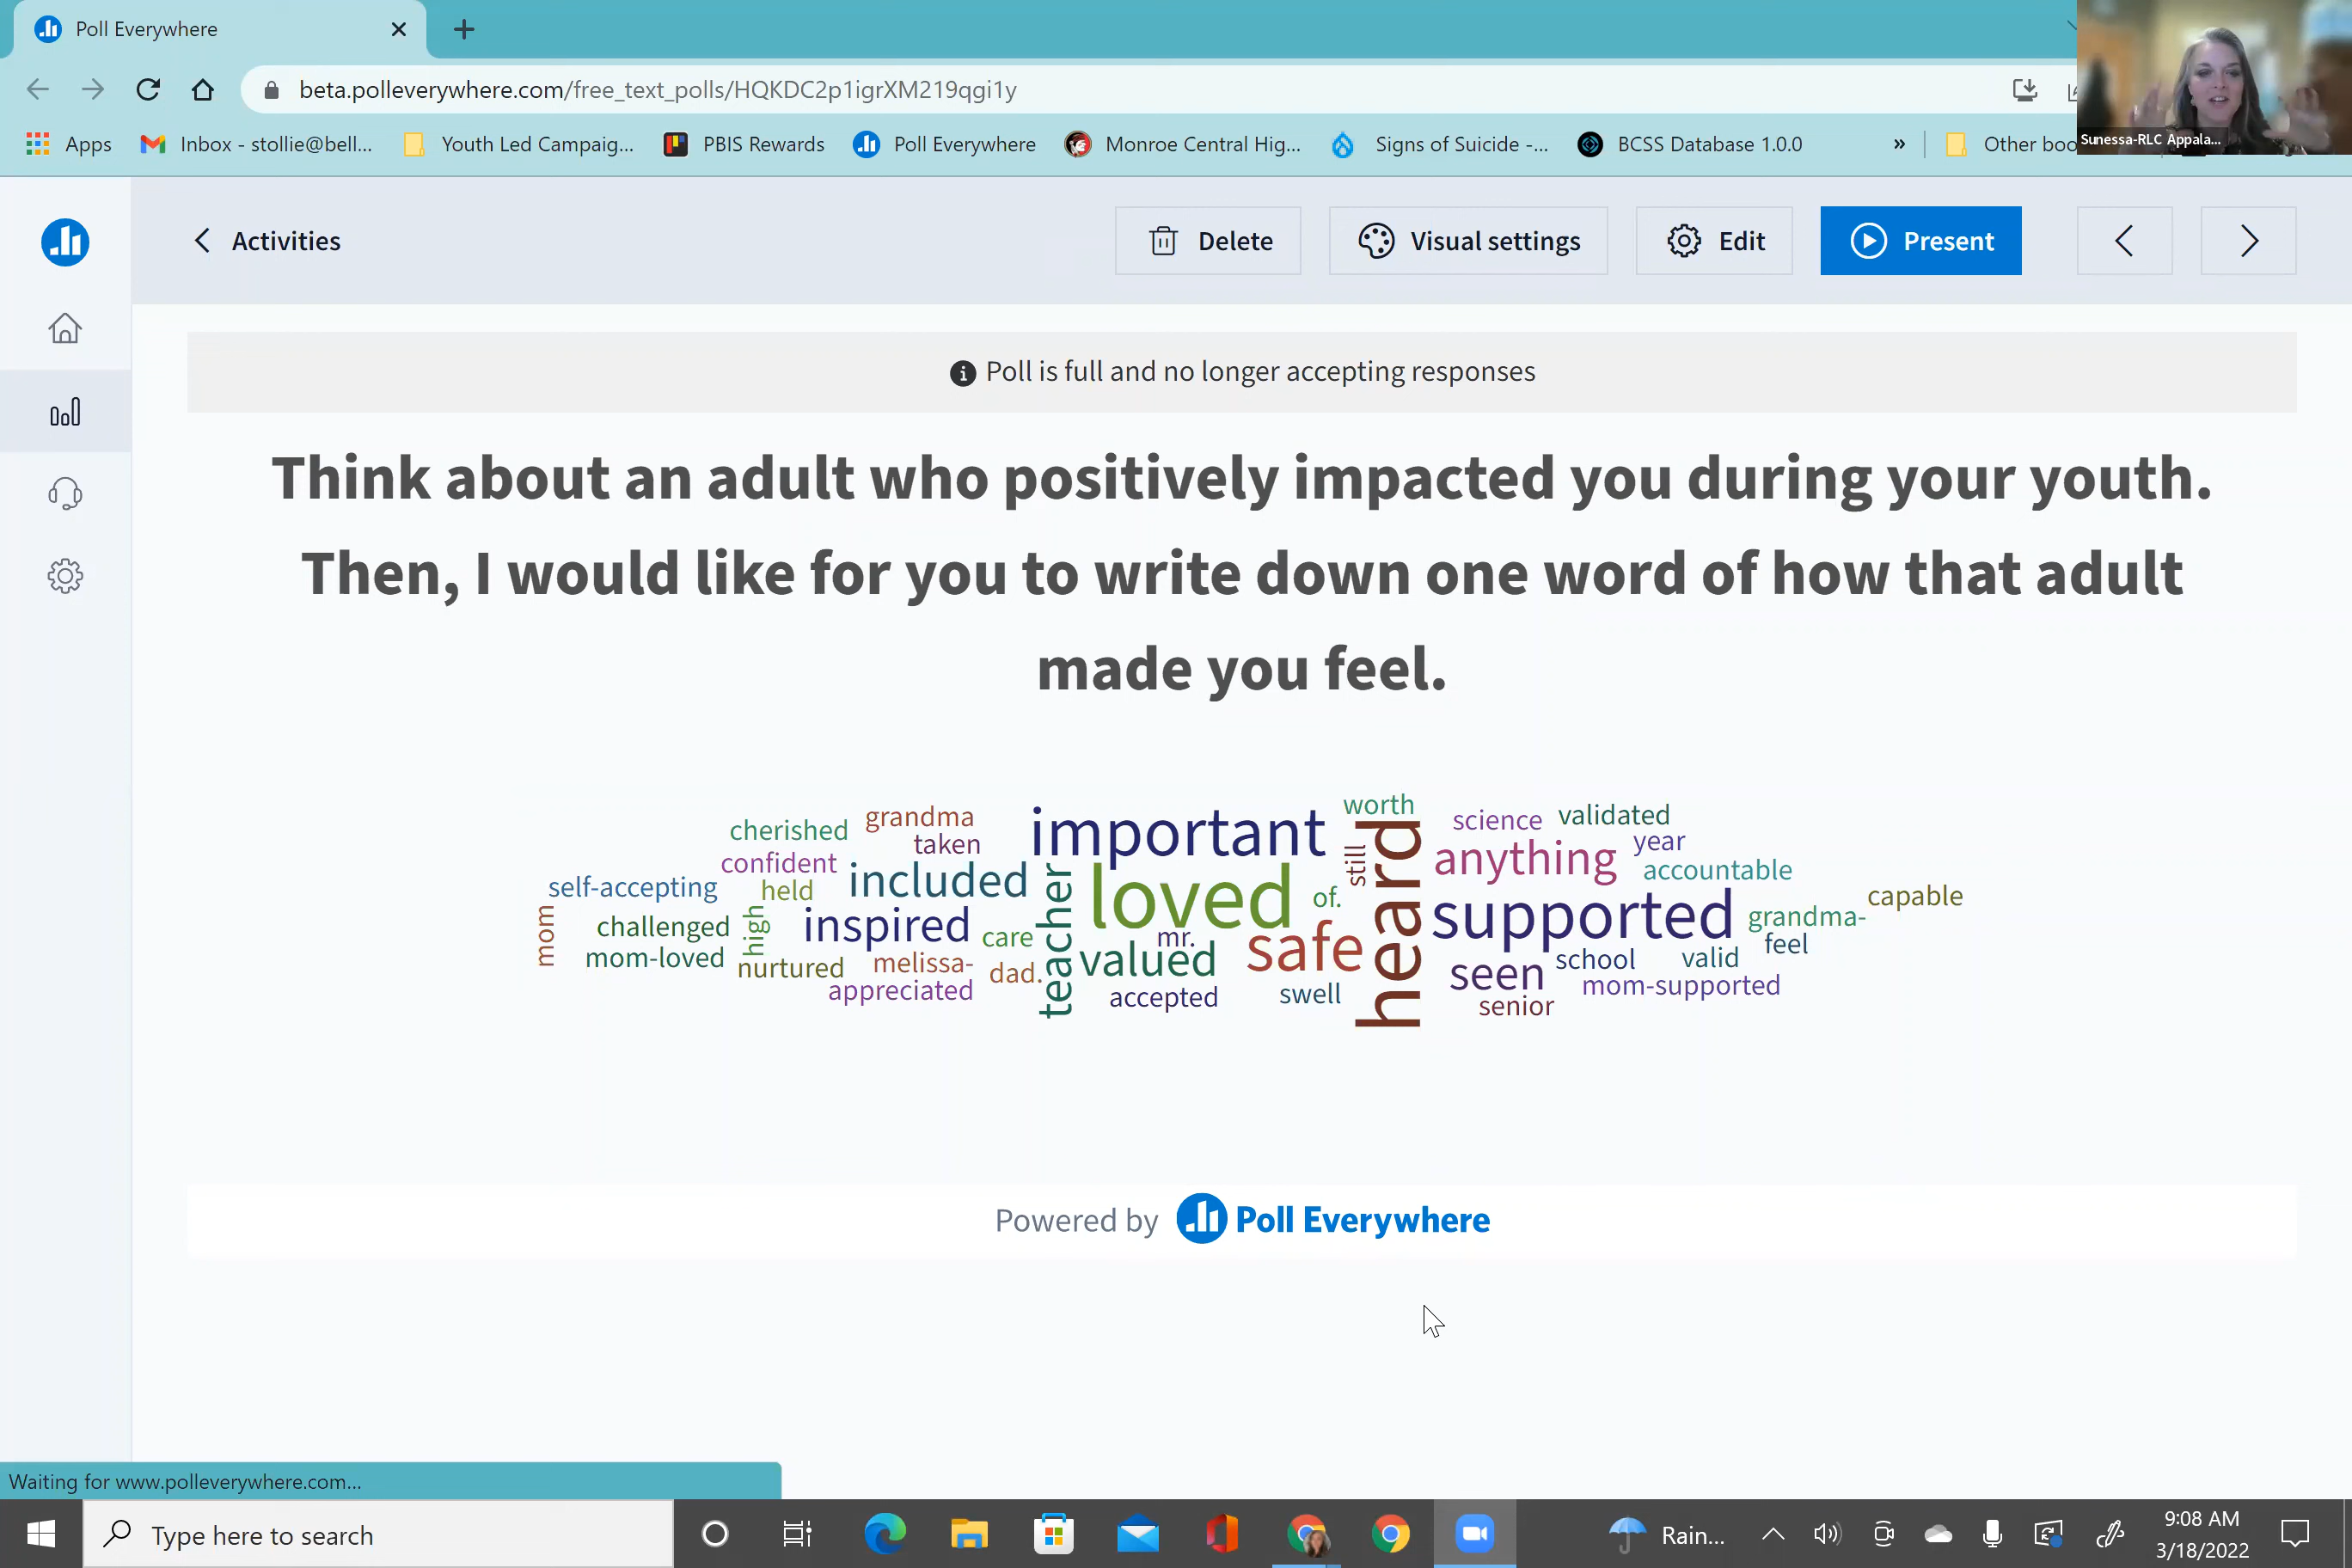 Poll Everywhere
beta.polleverywhere.com/free_text_polls/HQKDC2p1igrXM219qgi1y
Apps
Inbox - stollie@bell...
Youth Led Campaig...
PBIS Rewards
Poll Everywhere
Monroe Central Hig...
Signs of Suicide -...
BCSS Database 1.0.0
»
Other boo
Sunessa-RLC Appala...
Activities
Delete
Visual settings
Edit
Present
Poll is full and no longer accepting responses
Think about an adult who positively impacted you during your youth.
Then, I would like for you to write down one word of how that adult
made you feel.
cherished
grandma
taken
important
worth
science
validated
year
confident
included
still
heard
anything
accountable
self-accepting
held
teacher
loved
of.
supported
capable
mom
challenged
high
inspired
care
mr.
safe
grandma-
feel
mom-loved
nurtured
melissa-
dad.
valued
seen
school
valid
appreciated
accepted
swell
senior
mom-supported
Powered by Poll Everywhere
Waiting for www.polleverywhere.com...
Type here to search
Rain...
9:08 AM
3/18/2022